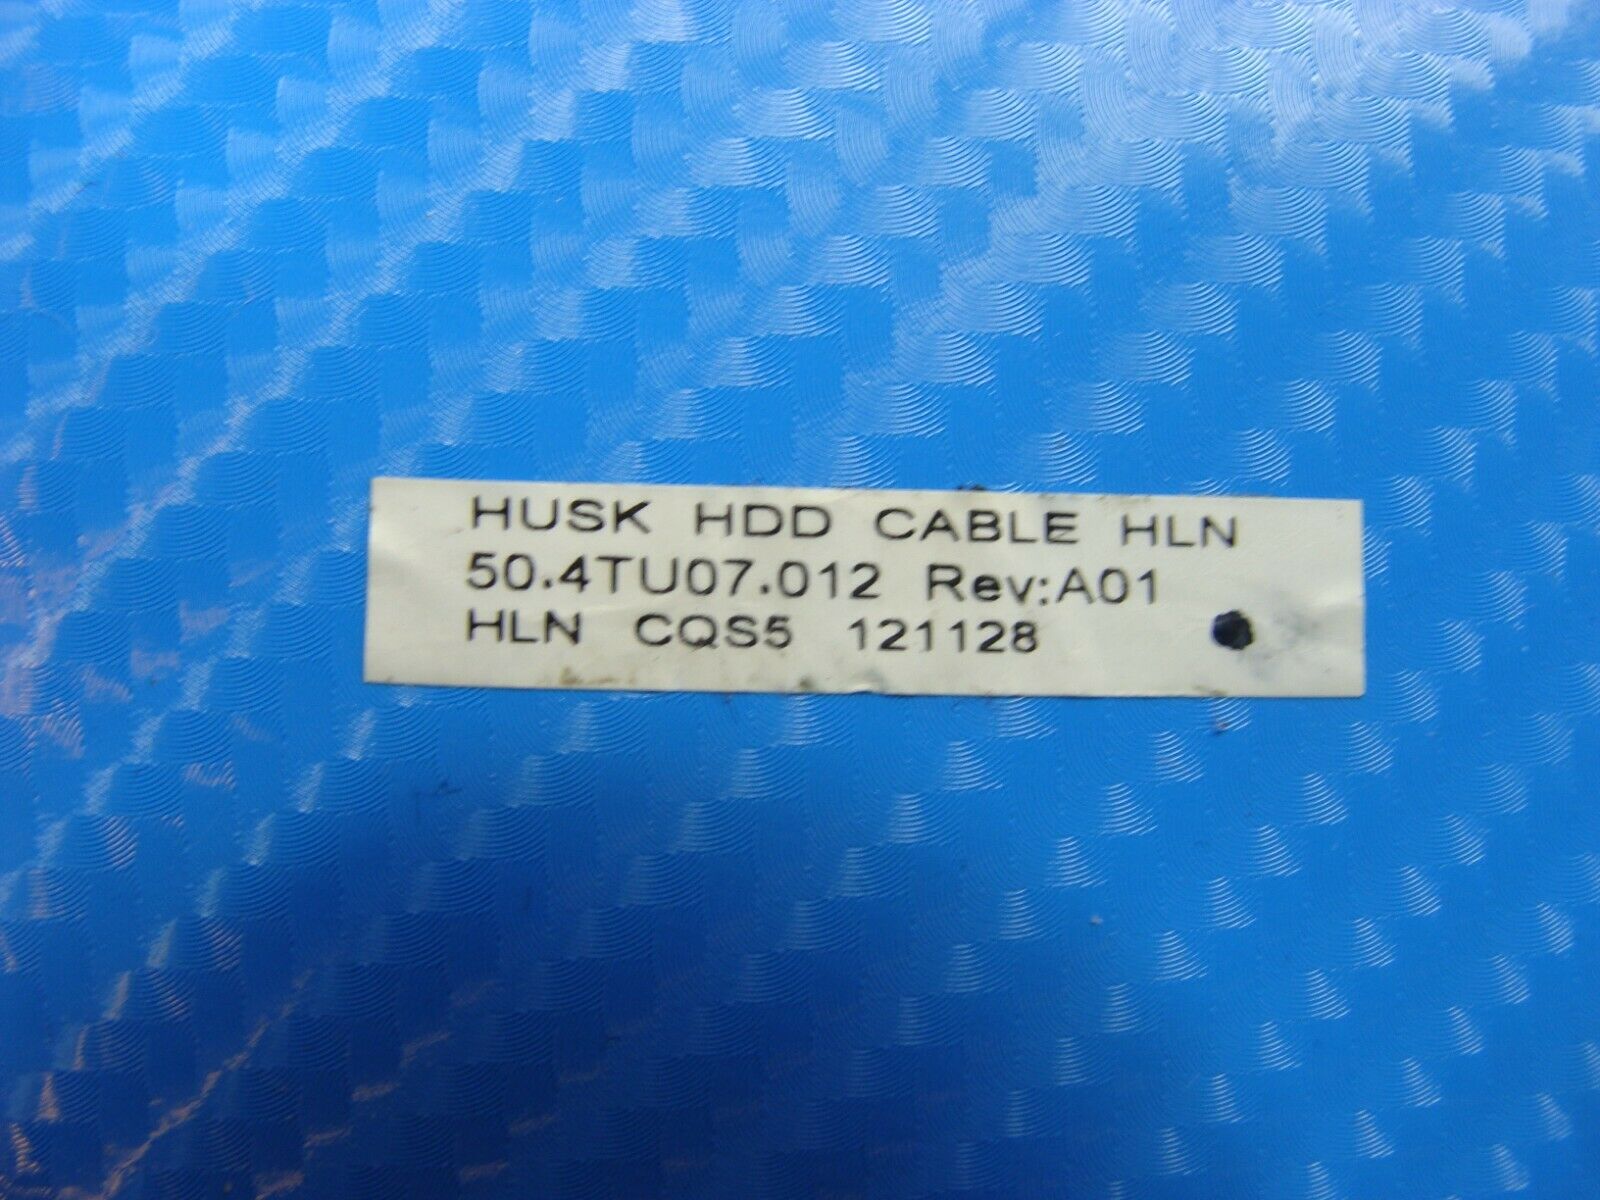 HUSK HDD CABLE HLN
50.4TU07.012 Rev:A01
HLN CQS5 121128